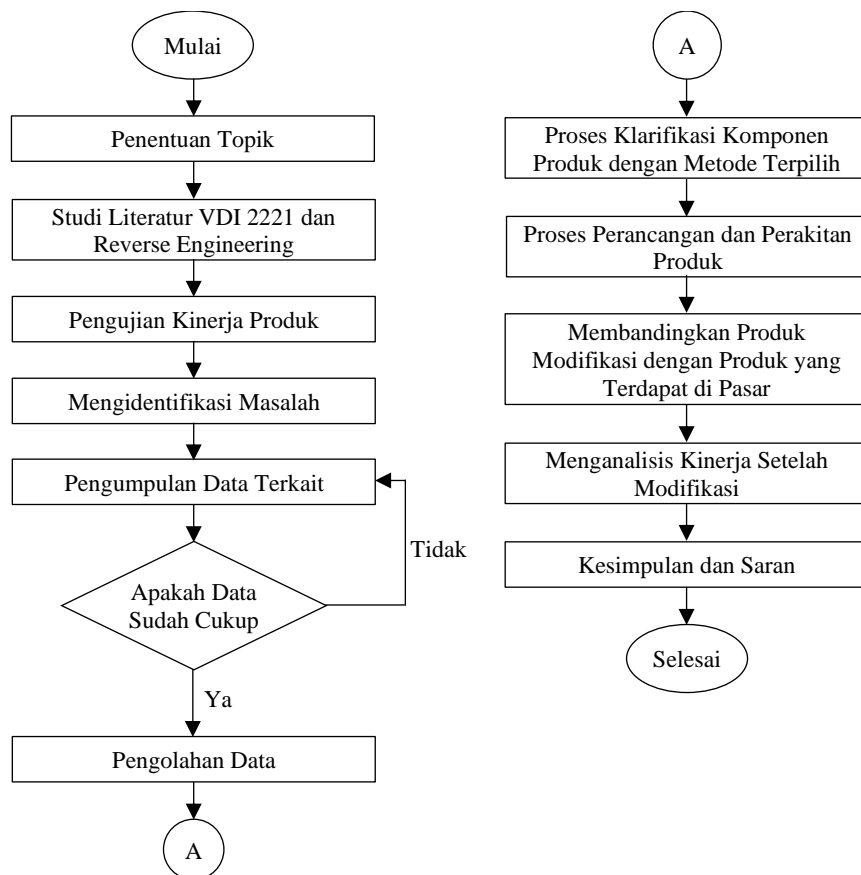 Mulai
Penentuan Topik
Studi Literatur VDI 2221 dan
Reverse Engineering
Pengujian Kinerja Produk
Mengidentifikasi Masalah
Pengumpulan Data Terkait
Tidak
Apakah Data
Sudah Cukup
Ya
Pengolahan Data
A
A
Proses Klarifikasi Komponen
Produk dengan Metode Terpilih
Proses Perancangan dan Perakitan
Produk
Membandingkan Produk
Modifikasi dengan Produk yang
Terdapat di Pasar
Menganalisis Kinerja Setelah
Modifikasi
Kesimpulan dan Saran
Selesai